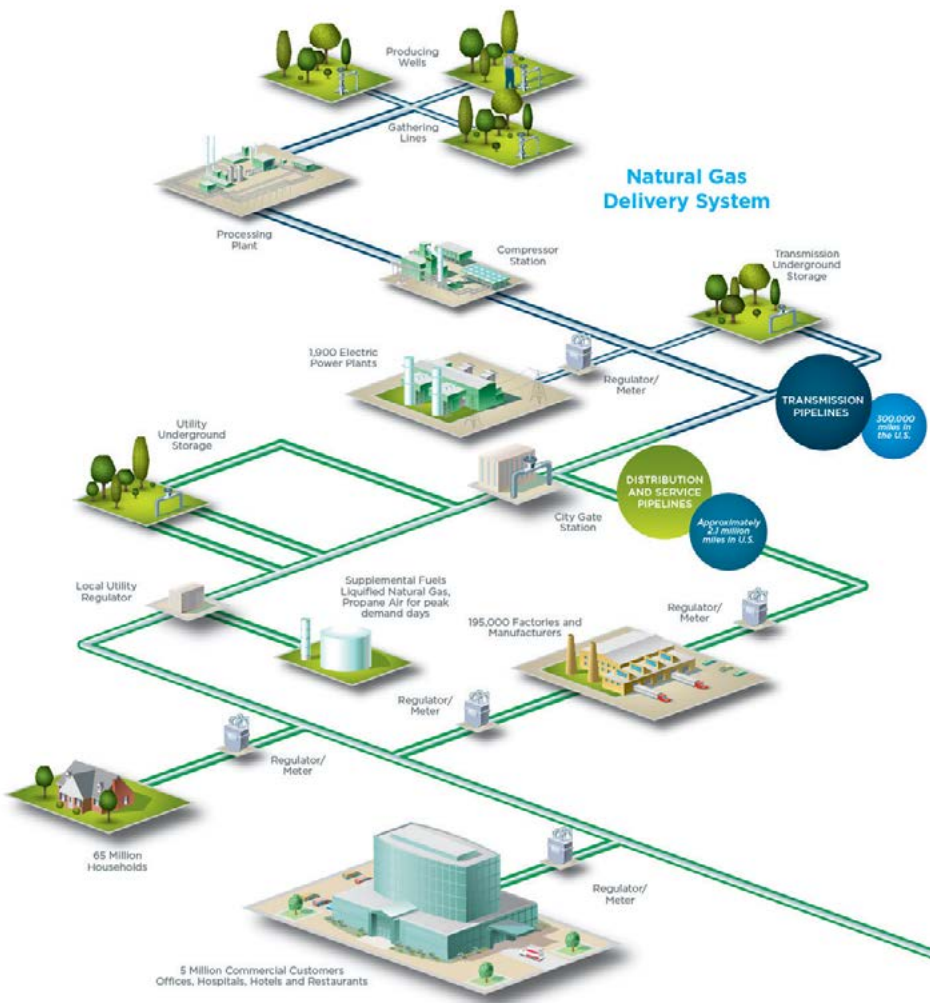 Producing
Wells
Gathering
Lines
Natural Gas
Delivery System
Processing
Plant
Compressor
Station
Transmission
Underground
Storage
1,900 Electric
Power Plants
Regulator/
Meter
TRANSMISSION
PIPELINES
300,000
miles in
the U.S.
Utility
Underground
Storage
DISTRIBUTION
AND SERVICE
PIPELINES
City Gate
Station
Approximately
2.1 million
miles in U.S.
Local Utility
Regulator
Supplemental Fuels
Liquified Natural Gas,
Propane Air for peak
demand days
195,000 Factories and
Manufacturers
Regulator/
Meter
Regulator/
Meter
Regulator/
Meter
65 Million
Households
Regulator/
Meter
5 Million Commercial Customers
Offices, Hospitals, Hotels and Restaurants